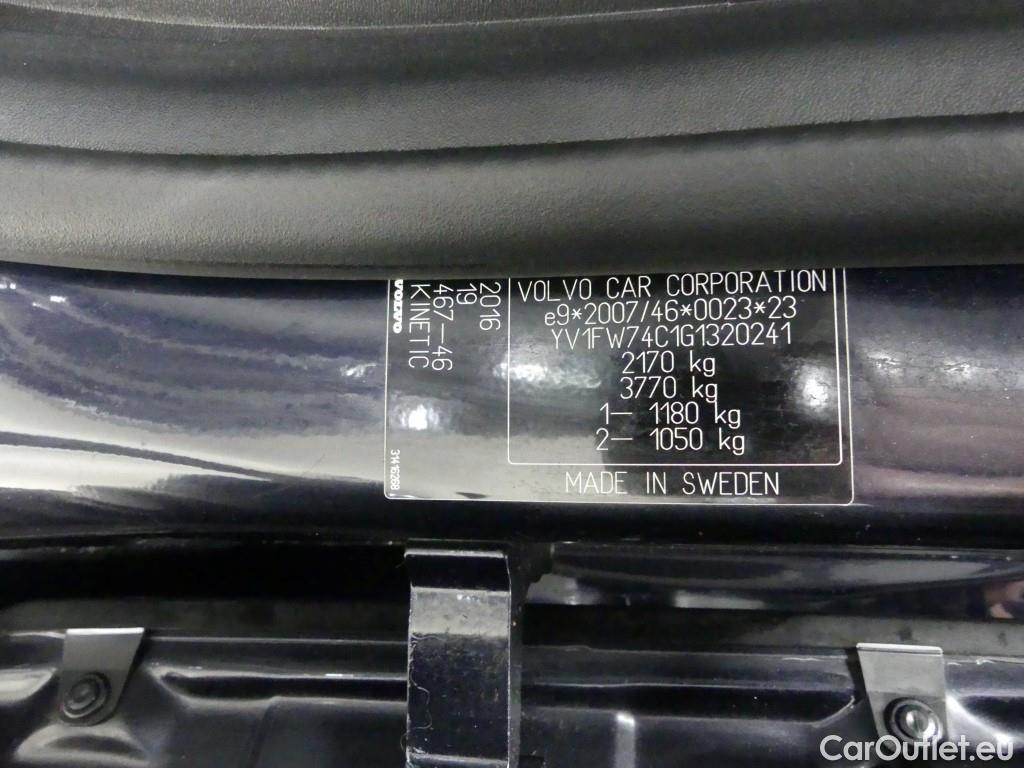 VOLVO CAR CORPORATION
e9*2007/46*0023*23
YV1FW74C1G1320241
2170 kg
3770 kg
1– 1180 kg
2– 1050 kg
MADE IN SWEDEN
2016
19
467–46
KINETIC
VOLVO
31416268
CarOutlet.eu